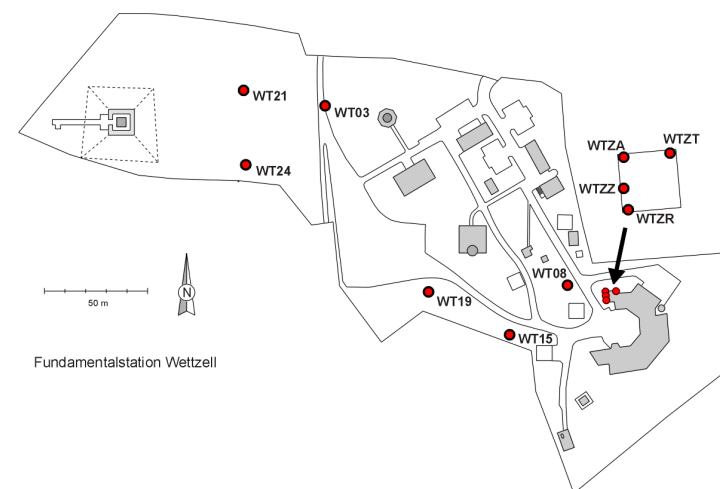 WT21
WT03
WTZA
WTZT
WT24
WTZZ
WTZR
WT08
N
WT19
50 m
WT15
Fundamentalstation Wettzell